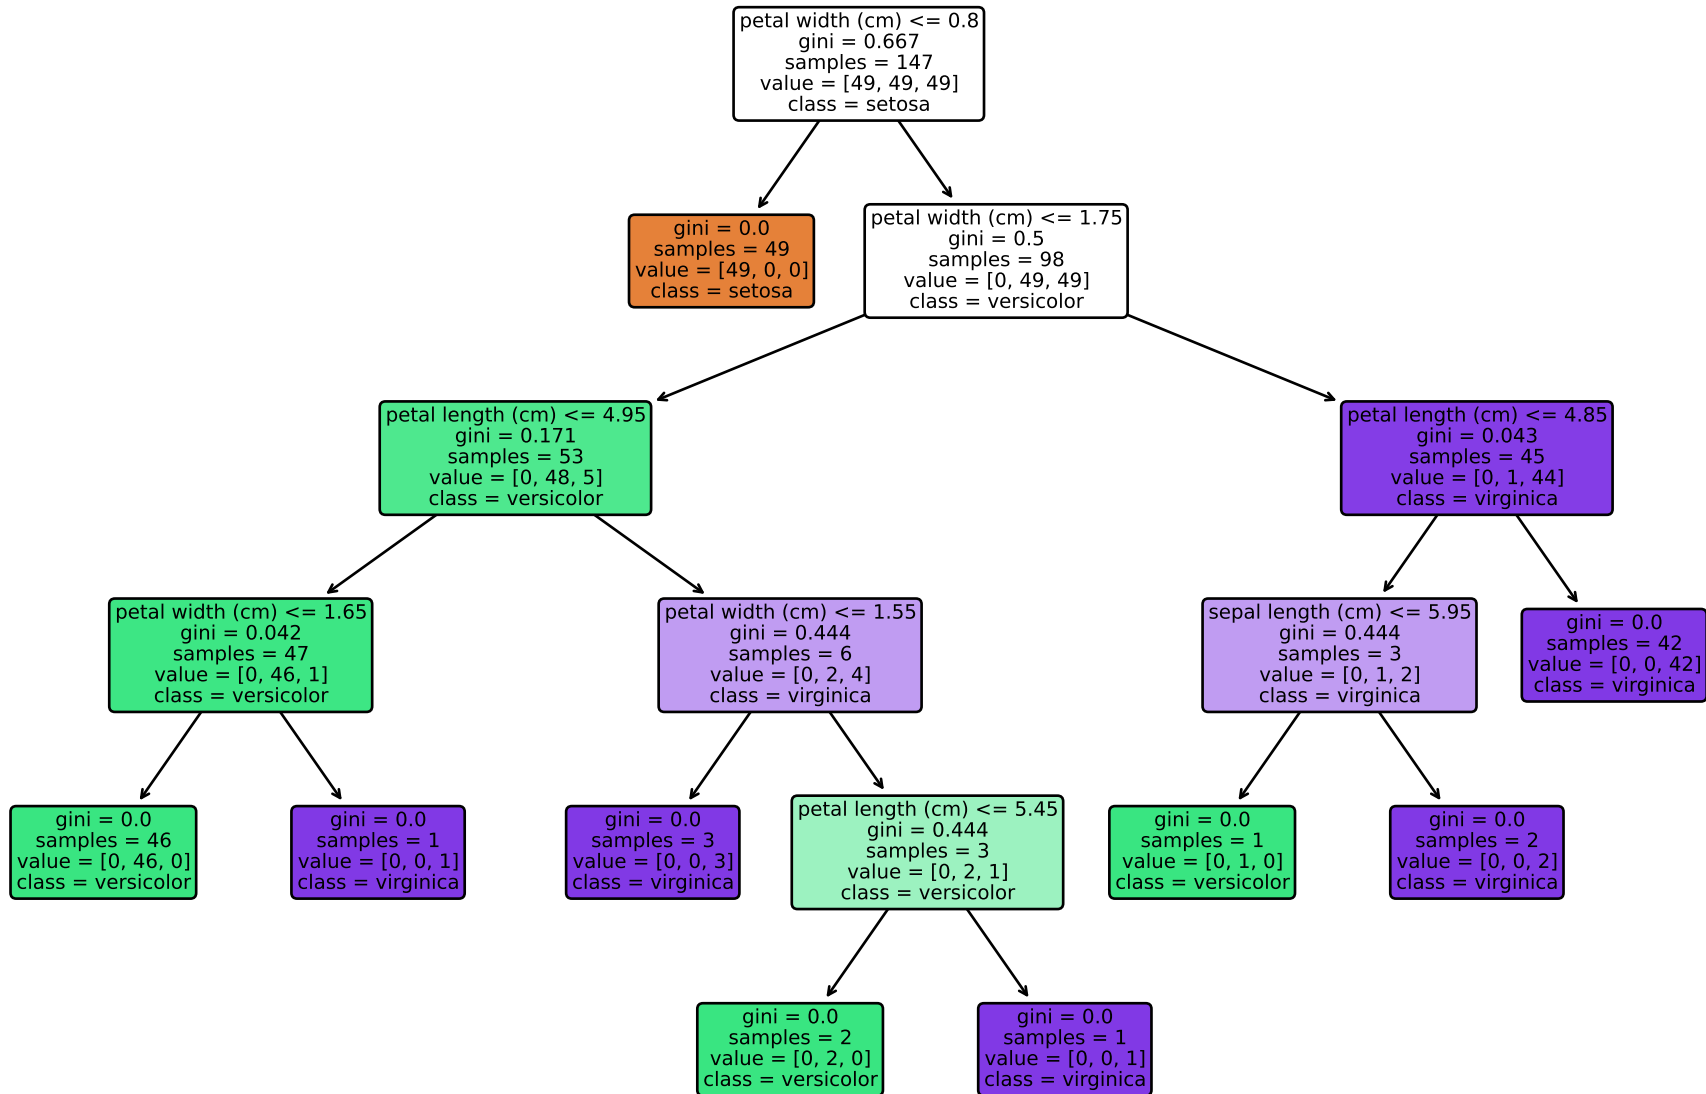 petal width (cm) <= 0.8
gini = 0.667
samples = 147
value = [49, 49, 49]
class = setosa
gini = 0.0
samples = 49
value = [49, 0, 0]
class = setosa
petal width (cm) <= 1.75
gini = 0.5
samples = 98
value = [0, 49, 49]
class = versicolor
petal length (cm) <= 4.95
gini = 0.171
samples = 53
value = [0, 48, 5]
class = versicolor
petal length (cm) <= 4.85
gini = 0.043
samples = 45
value = [0, 1, 44]
class = virginica
petal width (cm) <= 1.65
gini = 0.042
samples = 47
value = [0, 46, 1]
class = versicolor
petal width (cm) <= 1.55
gini = 0.444
samples = 6
value = [0, 2, 4]
class = virginica
sepal length (cm) <= 5.95
gini = 0.444
samples = 3
value = [0, 1, 2]
class = virginica
gini = 0.0
samples = 42
value = [0, 0, 42]
class = virginica
gini = 0.0
samples = 46
value = [0, 46, 0]
class = versicolor
gini = 0.0
samples = 1
value = [0, 0, 1]
class = virginica
gini = 0.0
samples = 3
value = [0, 0, 3]
class = virginica
petal length (cm) <= 5.45
gini = 0.444
samples = 3
value = [0, 2, 1]
class = versicolor
gini = 0.0
samples = 1
value = [0, 1, 0]
class = versicolor
gini = 0.0
samples = 2
value = [0, 0, 2]
class = virginica
gini = 0.0
samples = 2
value = [0, 2, 0]
class = versicolor
gini = 0.0
samples = 1
value = [0, 0, 1]
class = virginica